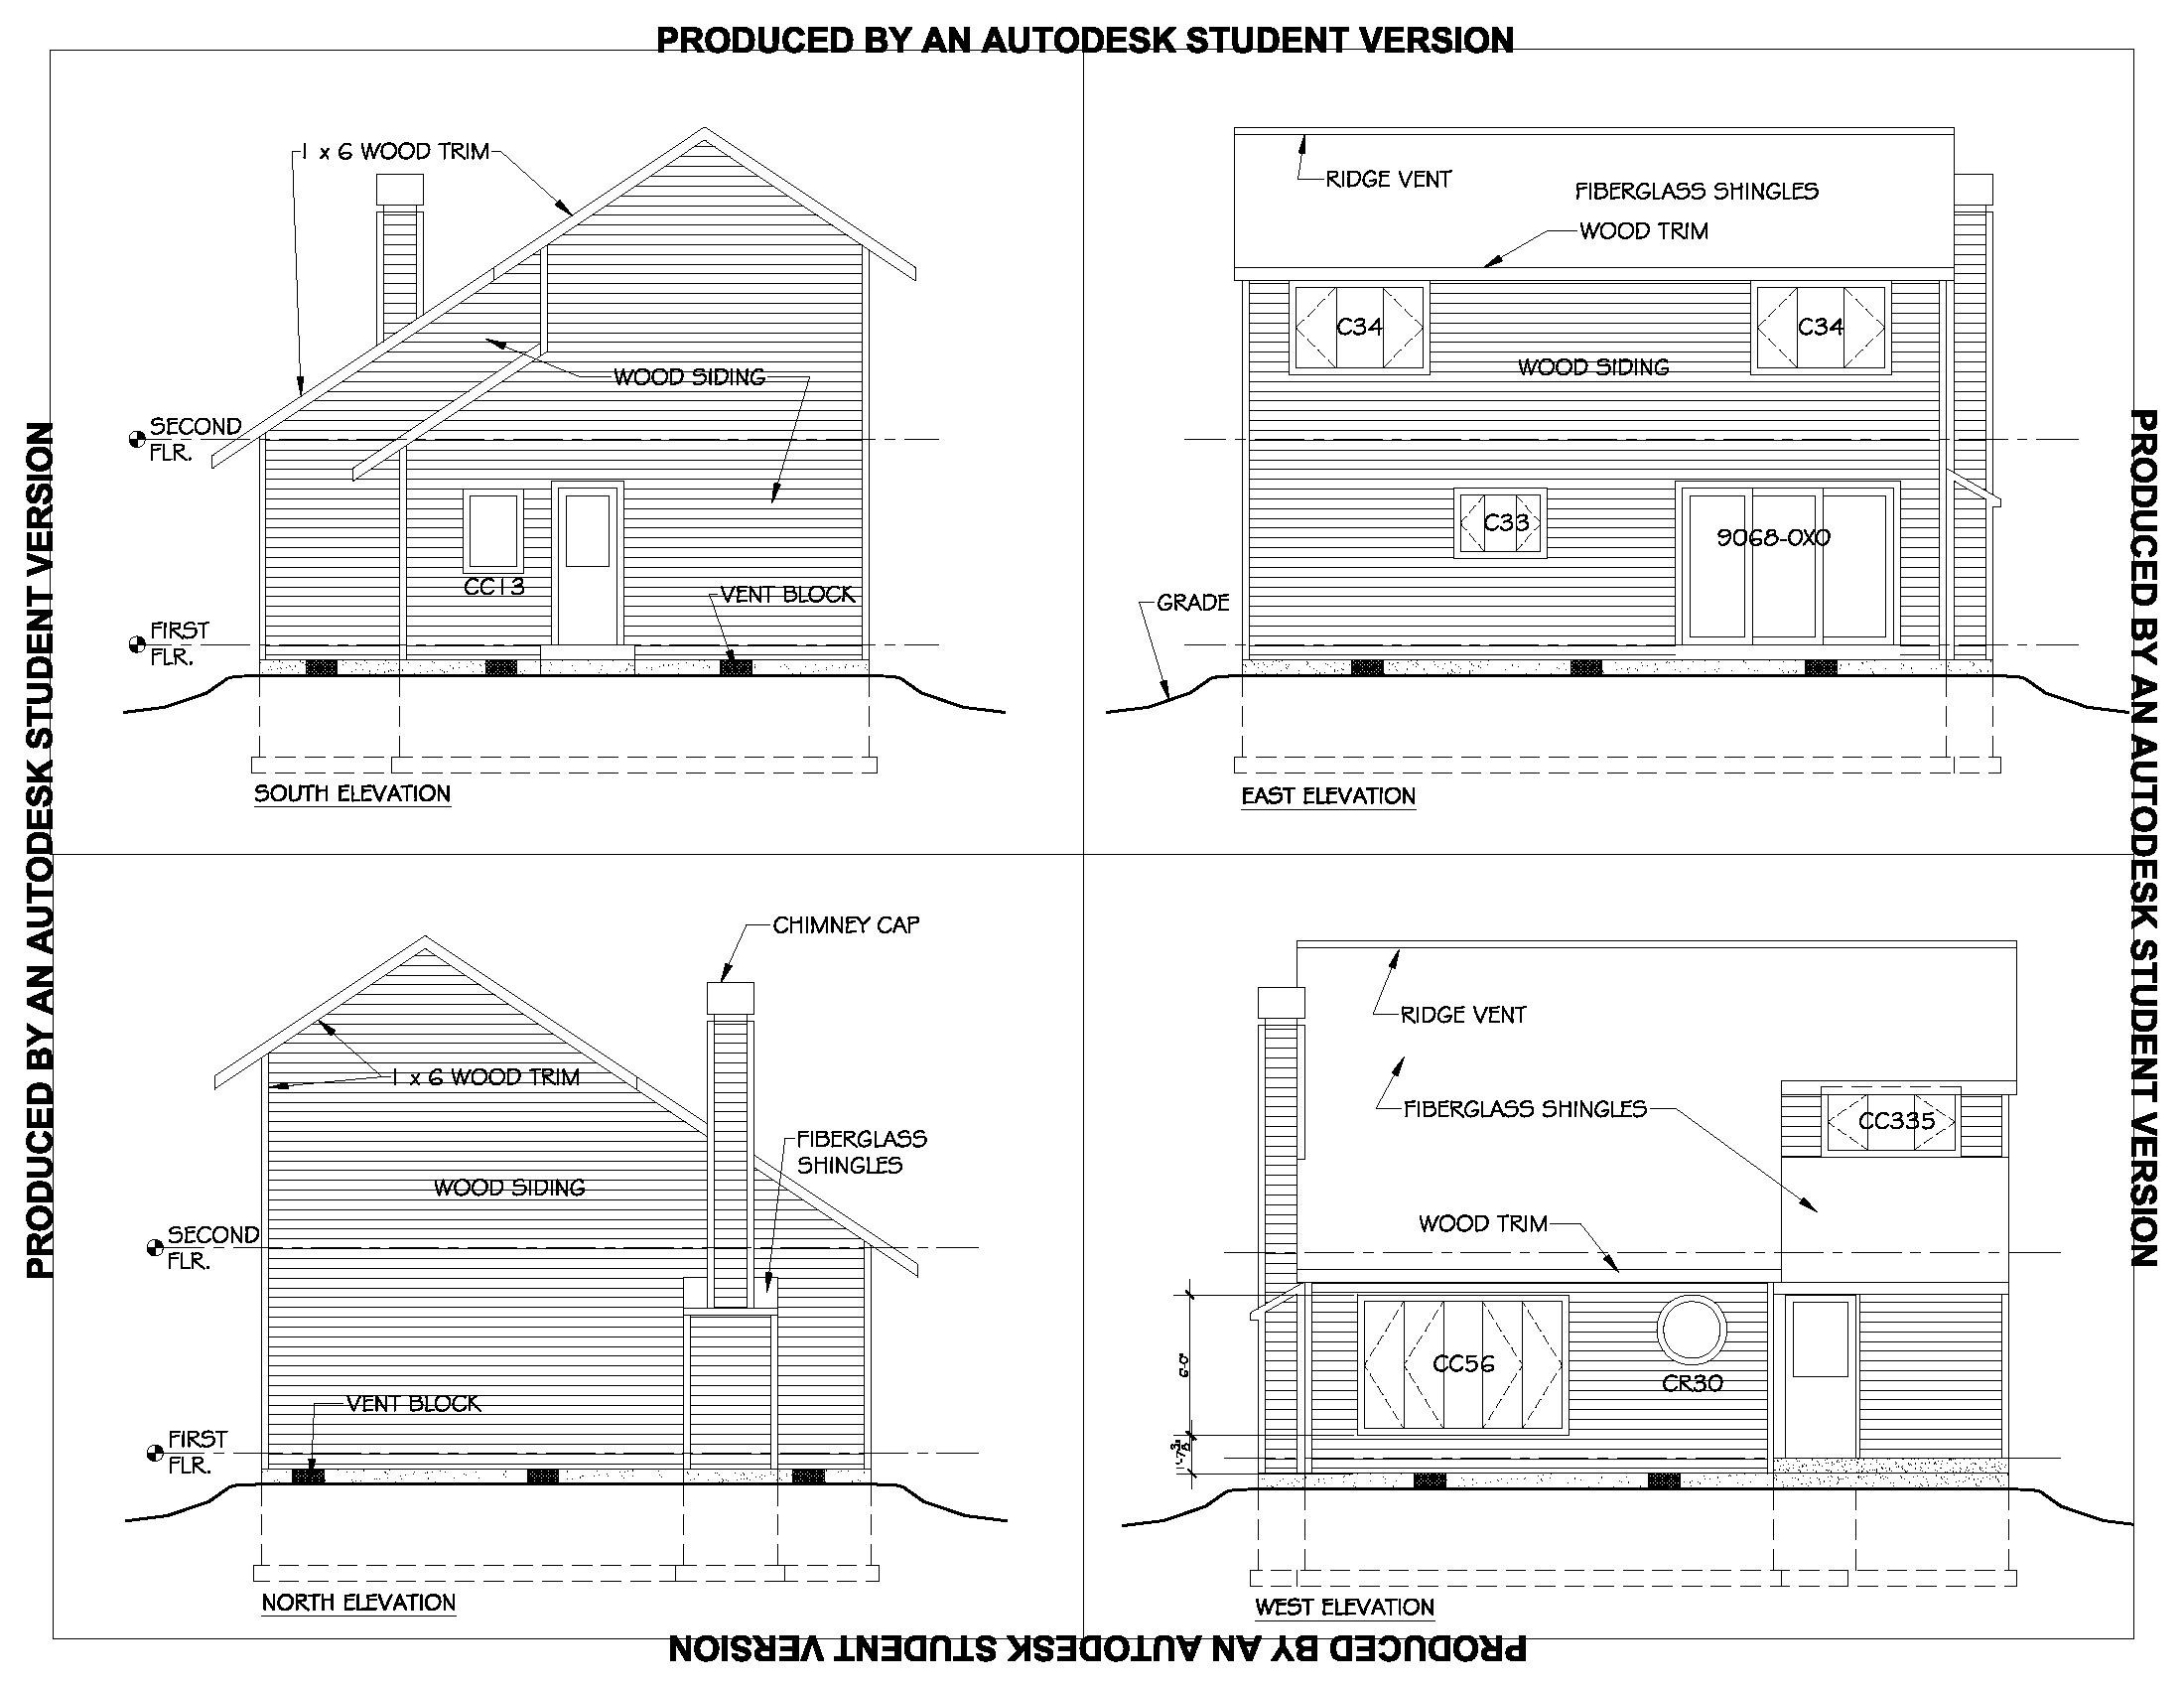 PRODUCED BY AN AUTODESK STUDENT VERSION
1 x 6 WOOD TRIM
WOOD SIDING
SECOND
FLR.
CC13
VENT BLOCK
FIRST
FLR.
SOUTH ELEVATION
RIDGE VENT
FIBERGLASS SHINGLES
WOOD TRIM
C34
C34
WOOD SIDING
C33
9068-OXO
GRADE
EAST ELEVATION
CHIMNEY CAP
1 x 6 WOOD TRIM
FIBERGLASS
SHINGLES
WOOD SIDING
SECOND
FLR.
VENT BLOCK
FIRST
FLR.
NORTH ELEVATION
RIDGE VENT
FIBERGLASS SHINGLES
CC335
WOOD TRIM
6'-0"
CC56
CR30
WEST ELEVATION
PRODUCED BY AN AUTODESK STUDENT VERSION
PRODUCED BY AN AUTODESK STUDENT VERSION
PRODUCED BY AN AUTODESK STUDENT VERSION